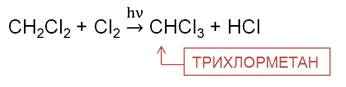 hν
CH₂Cl₂ + Cl₂ → CHCl₃ + HCl
ТРИХЛОРМЕТАН